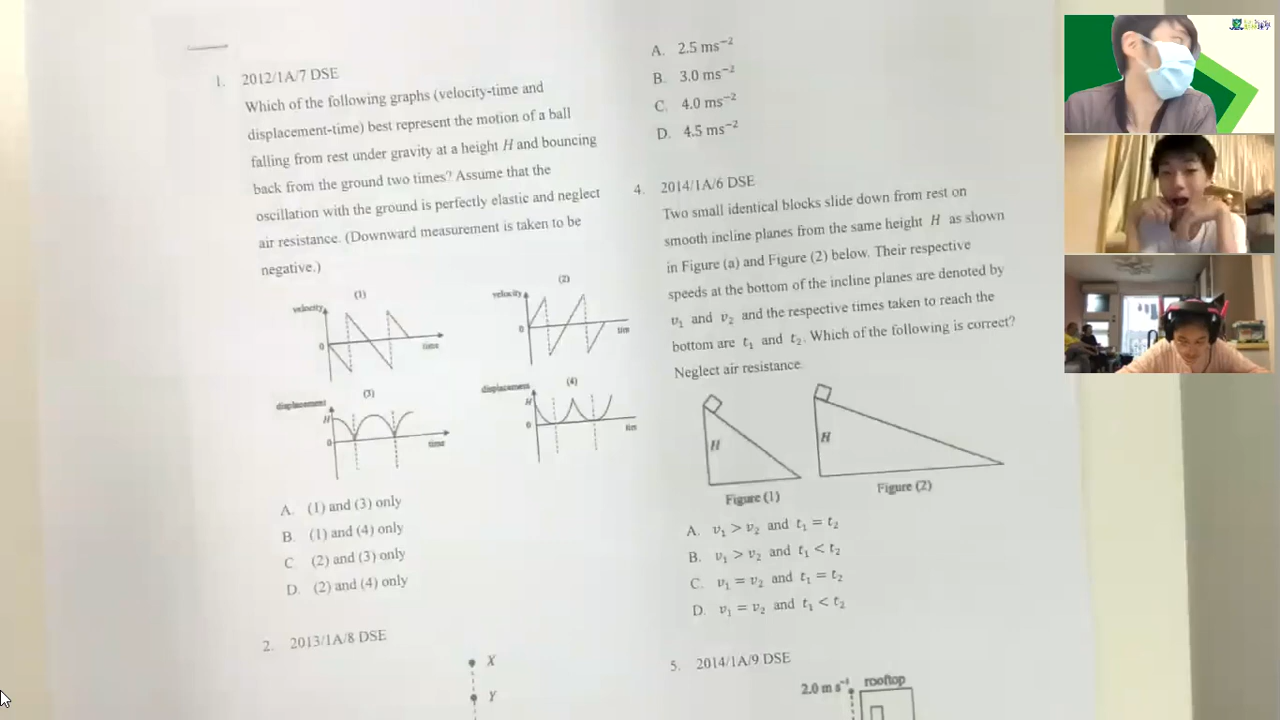 1. 2012/1A/7 DSE
Which of the following graphs (velocity-time and
displacement-time) best represent the motion of a ball
falling from rest under gravity at a height H and bouncing
back from the ground two times? Assume that the
oscillation with the ground is perfectly elastic and neglect
air resistance. (Downward measurement is taken to be
negative.)
(1)
velocity
0
time
(2)
velocity
0
tim
(3)
displacement
H
0
time
(4)
displacement
H
0
tim
A. (1) and (3) only
B. (1) and (4) only
C (2) and (3) only
D. (2) and (4) only
2. 2013/1A/8 DSE
X
Y
A. 2.5 ms⁻²
B. 3.0 ms⁻²
C. 4.0 ms⁻²
D. 4.5 ms⁻²
4. 2014/1A/6 DSE
Two small identical blocks slide down from rest on
smooth incline planes from the same height H as shown
in Figure (a) and Figure (2) below. Their respective
speeds at the bottom of the incline planes are denoted by
v₁ and v₂ and the respective times taken to reach the
bottom are t₁ and t₂. Which of the following is correct?
Neglect air resistance
H
Figure (1)
H
Figure (2)
A. v₁ > v₂ and t₁ = t₂
B. v₁ > v₂ and t₁ < t₂
C. v₁ = v₂ and t₁ = t₂
D. v₁ = v₂ and t₁ < t₂
5. 2014/1A/9 DSE
2.0 m s⁻¹ rooftop